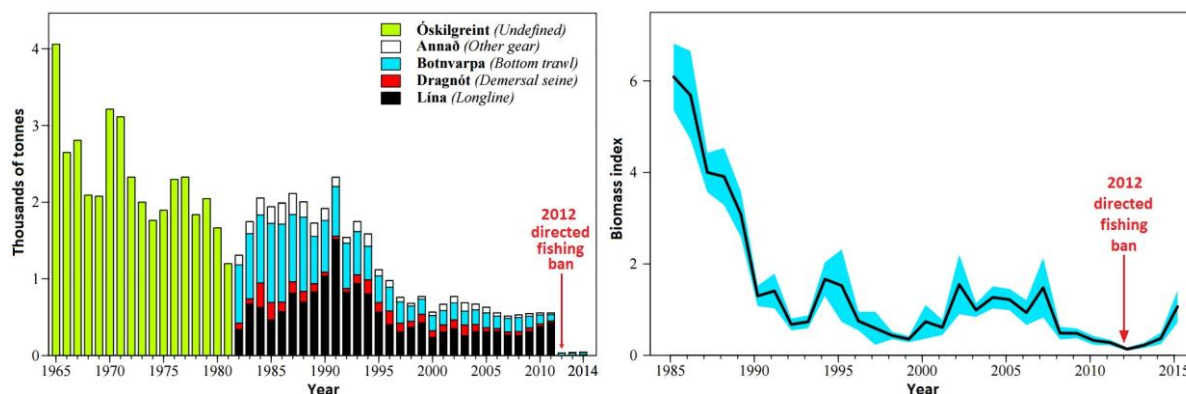 Óskilgreint (Undefined)
Annað (Other gear)
Botnvarpa (Bottom trawl)
Dragnót (Demersal seine)
Lína (Longline)
4
3
2
1
0
Thousands of tonnes
2012
directed
fishing
ban
1965 1970 1975 1980 1985 1990 1995 2000 2005 2010 2014
Year
6
4
2
0
Biomass index
2012
directed
fishing
ban
1985 1990 1995 2000 2005 2010 2015
Year